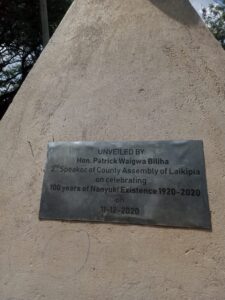 UNVEILED BY
Hon. Patrick Waigwa Biliha
2nd Speaker of County Assembly of Laikipia
on celebrating
100 years of Nanyuki Existence 1920-2020
on
11-12-2020